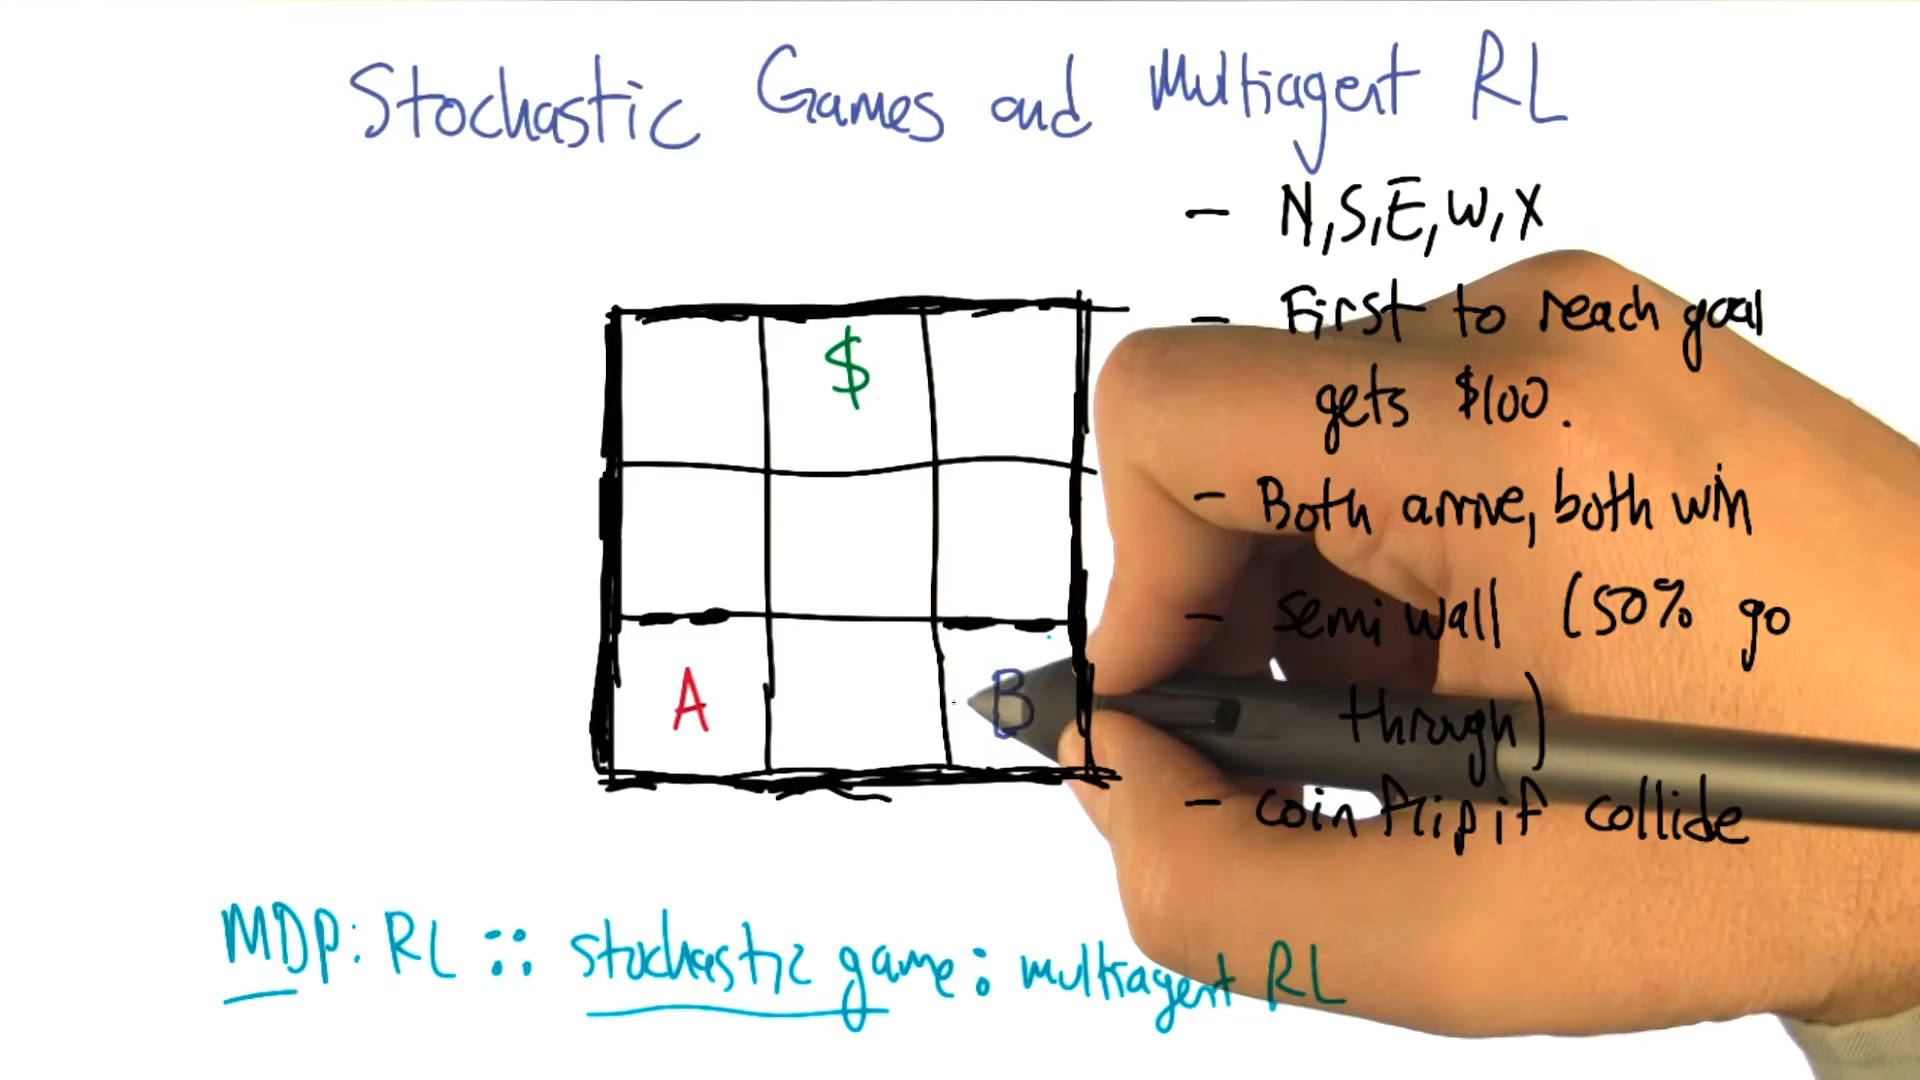 Stochastic Games and Multiagent RL
- N,S,E,W,X
- First to reach goal
gets $100.
$
- Both arrive, both win
- semi wall (50% go
through)
A
B
- coin flip if collide
MDP: RL :: stochastic game: multiagent RL